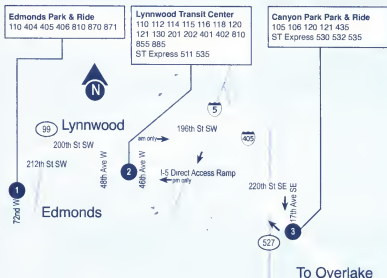 Edmonds Park & Ride
110 404 405 406 810 870 871
Lynnwood Transit Center
110 112 114 115 116 118 120
121 130 201 202 401 402 810
855 885
ST Express 511 535
Canyon Park Park & Ride
105 106 120 121 435
ST Express 530 532 535
N
5
99
Lynnwood
am only
196th St SW
405
200th St SW
212th St SW
48th Ave W
46th Ave W
I-5 Direct Access Ramp
pm only
220th St SE
17th Ave SE
1
2
72nd W
Edmonds
527
3
To Overlake